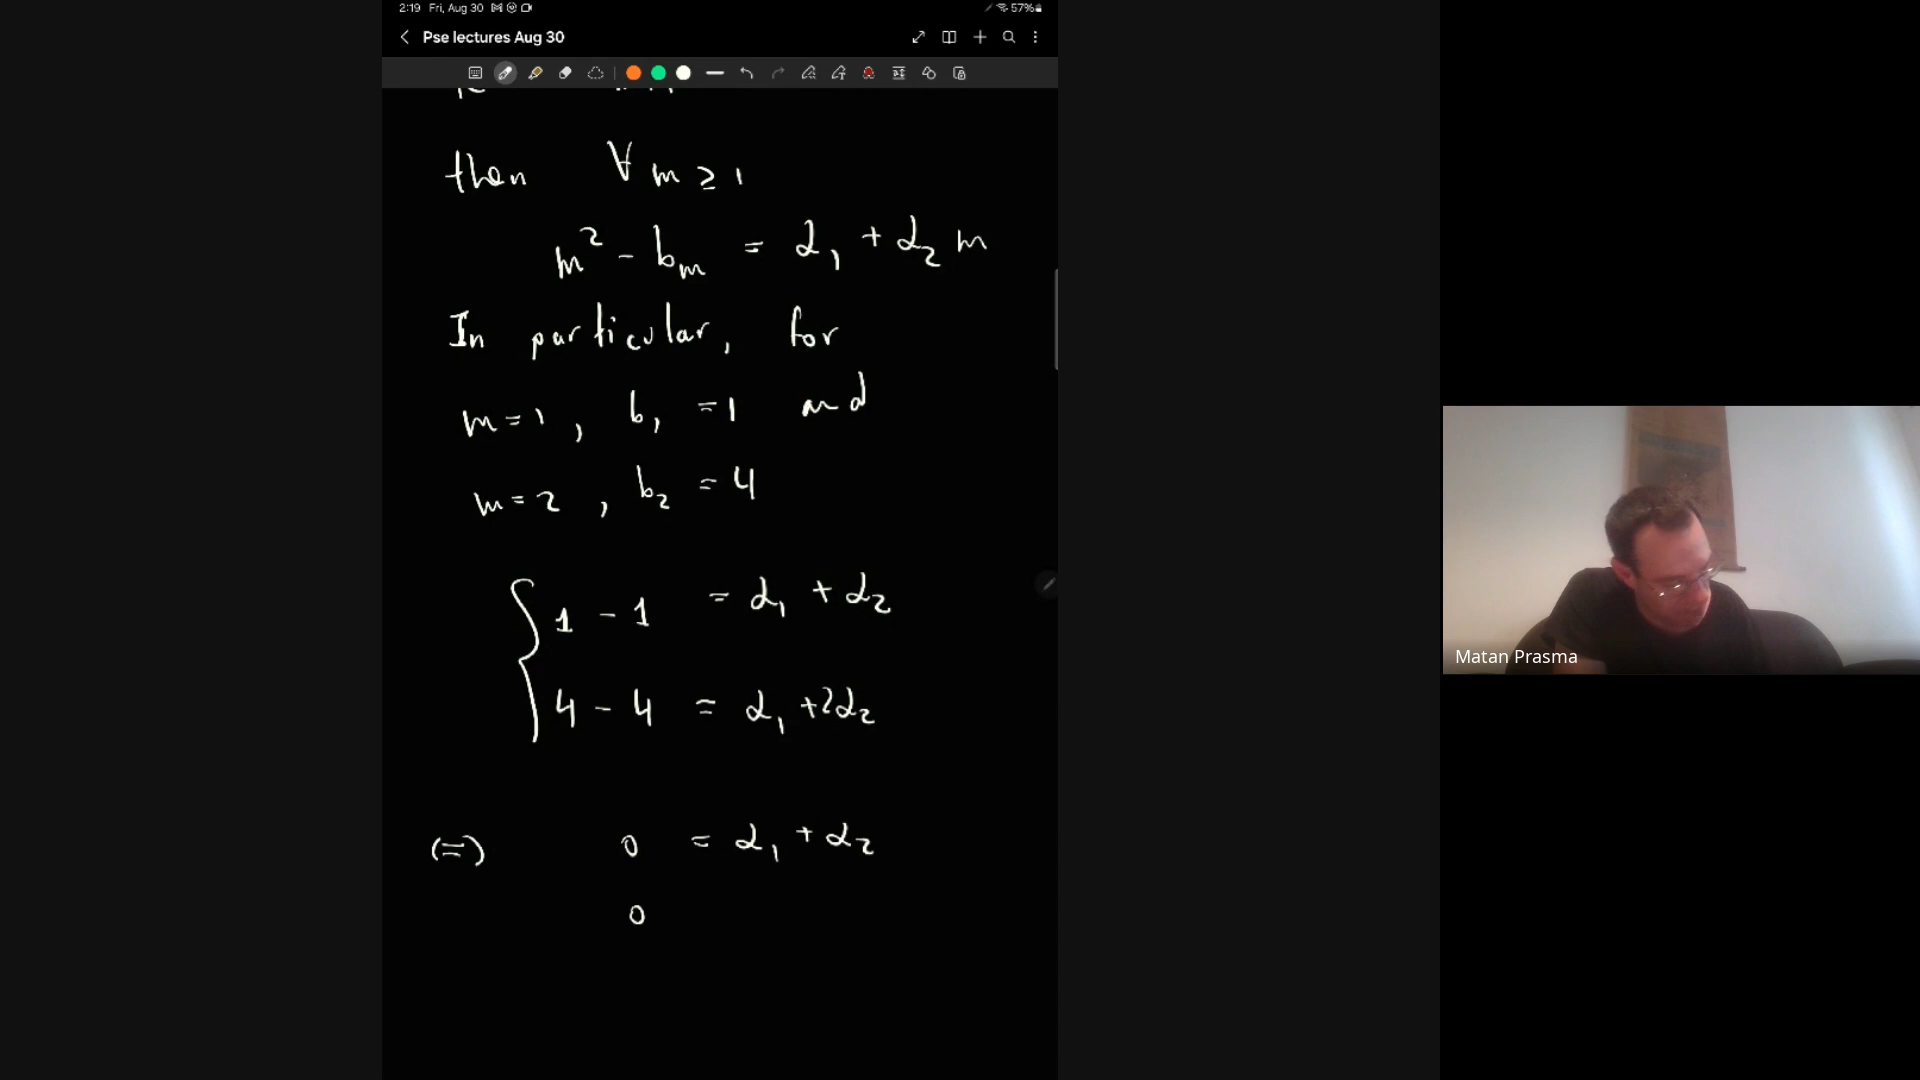 2:19 Fri, Aug 30 57%
Pse lectures Aug 30
then ∀ m ≥ 1
m² - bₘ = α₁ + α₂ m
In particular, for
m=1, b₁ =1 and
m=2, b₂ = 4
1 - 1 = α₁ + α₂
4 - 4 = α₁ +2α₂
(=) 0 = α₁ + α₂
0
Matan Prasma